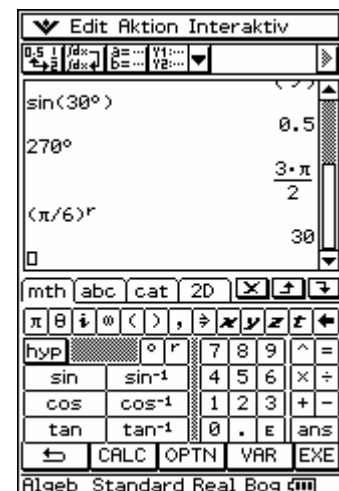 Edit Aktion Interaktiv
sin(30°)
0.5
270°
3·π
2
(π/6)ʳ
30
mth abc cat 2D
π θ i ∞ ( ) , ⇒ x y z t ←
hyp ° r 7 8 9 ^ =
sin sin⁻¹ 4 5 6 × ÷
cos cos⁻¹ 1 2 3 + −
tan tan⁻¹ 0 . E ans
CALC OPTN VAR EXE
Algeb Standard Real Bog